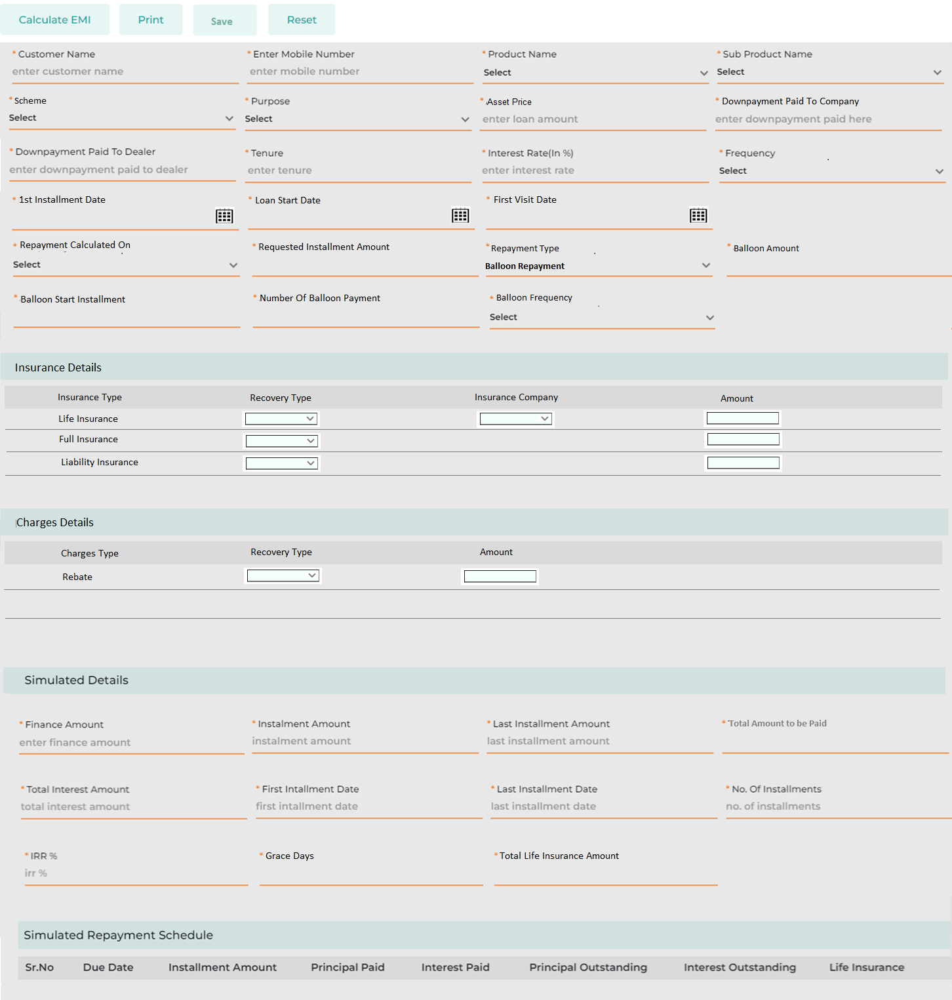 Calculate EMI Print Save Reset
* Customer Name * Enter Mobile Number * Product Name * Sub Product Name
enter customer name enter mobile number Select Select
* Scheme * Purpose * Asset Price * Downpayment Paid To Company
Select Select enter loan amount enter downpayment paid here
* Downpayment Paid To Dealer * Tenure * Interest Rate(In %) * Frequency
enter downpayment paid to dealer enter tenure enter interest rate Select
* 1st Installment Date * Loan Start Date * First Visit Date
* Repayment Calculated On * Requested Installment Amount * Repayment Type * Balloon Amount
Select Balloon Repayment
* Balloon Start Installment * Number Of Balloon Payment * Balloon Frequency
Select
Insurance Details
Insurance Type Recovery Type Insurance Company Amount
Life Insurance
Full Insurance
Liability Insurance
Charges Details
Charges Type Recovery Type Amount
Rebate
Simulated Details
* Finance Amount * Instalment Amount * Last Installment Amount * Total Amount to be Paid
enter finance amount instalment amount last installment amount
* Total Interest Amount * First Intallment Date * Last Installment Date * No. Of Installments
total interest amount first intallment date last installment date no. of installments
* IRR % * Grace Days * Total Life Insurance Amount
irr %
Simulated Repayment Schedule
Sr.No Due Date Installment Amount Principal Paid Interest Paid Principal Outstanding Interest Outstanding Life Insurance